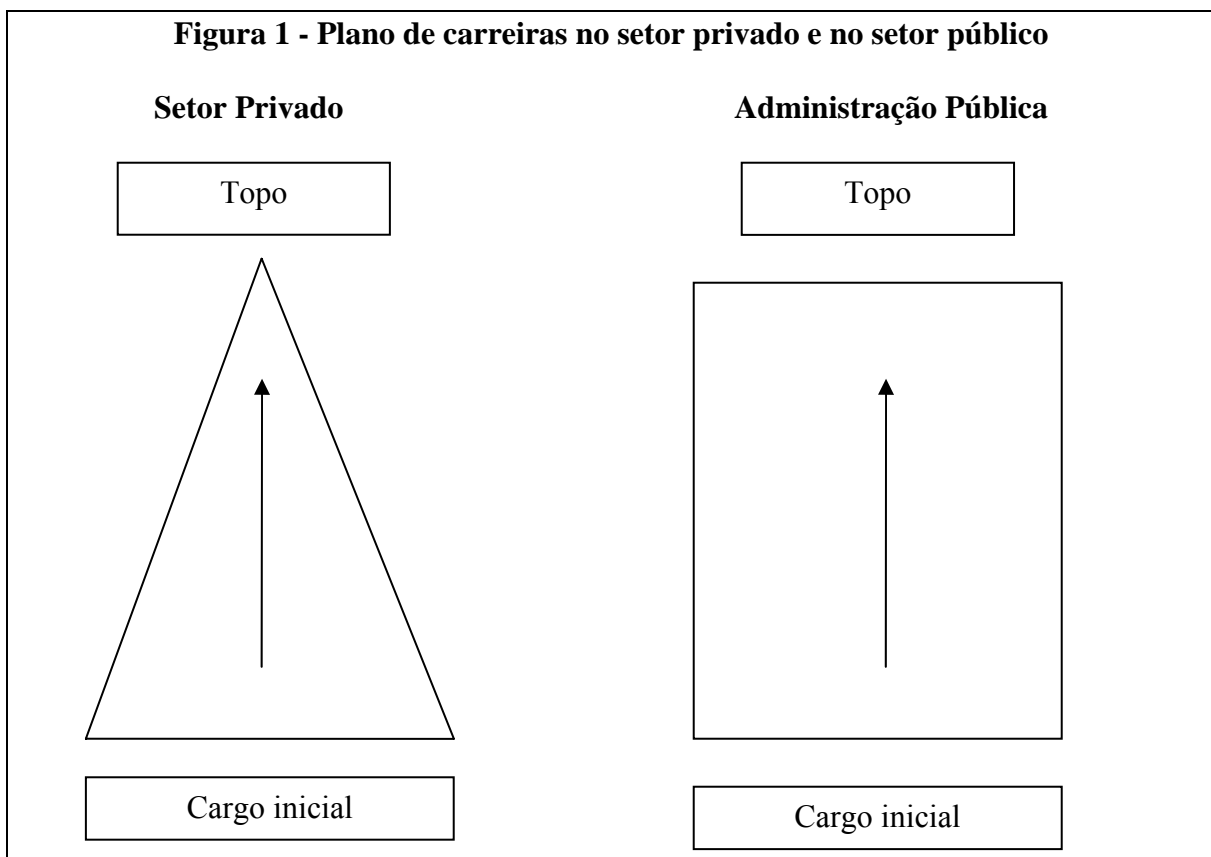 Figura 1 - Plano de carreiras no setor privado e no setor público
Setor Privado
Administração Pública
Topo
Topo
Cargo inicial
Cargo inicial